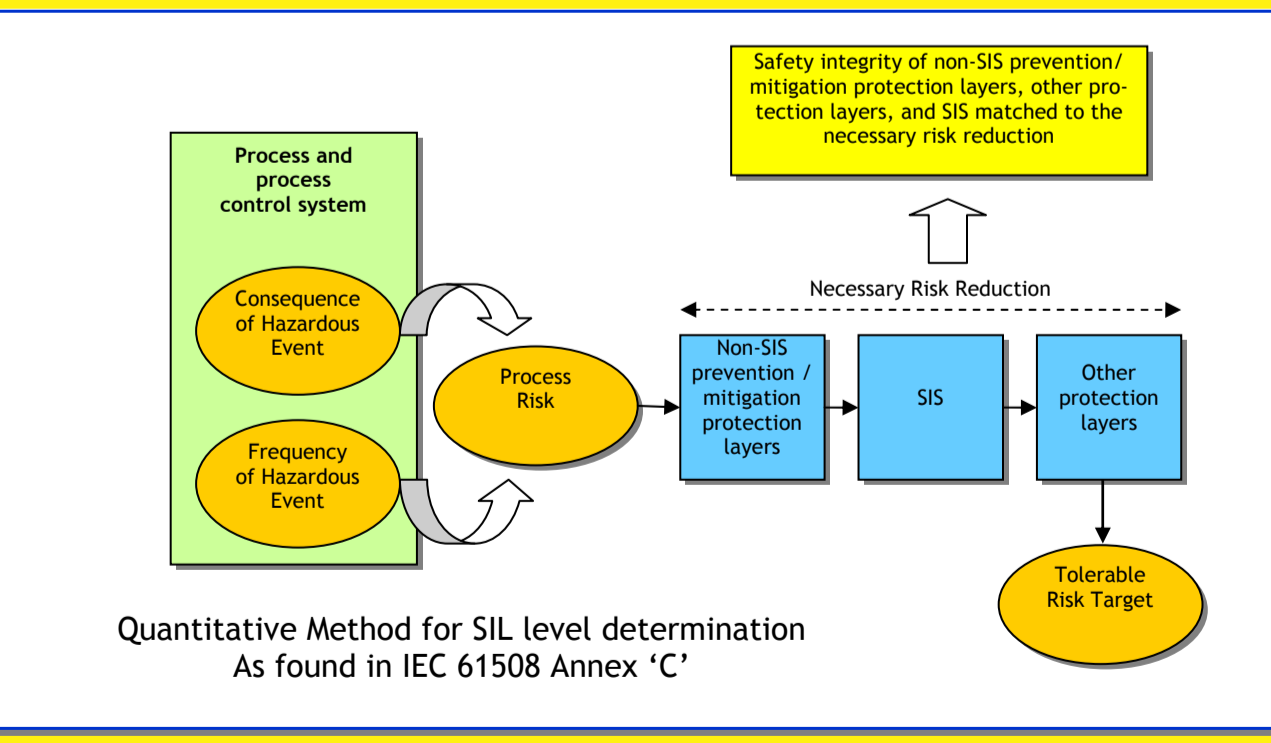 Safety integrity of non-SIS prevention/
mitigation protection layers, other pro-
tection layers, and SIS matched to the
necessary risk reduction
Process and
process
control system
Consequence
of Hazardous
Event
Frequency
of Hazardous
Event
Process
Risk
Necessary Risk Reduction
Non-SIS
prevention /
mitigation
protection
layers
SIS
Other
protection
layers
Tolerable
Risk Target
Quantitative Method for SIL level determination
As found in IEC 61508 Annex ‘C’